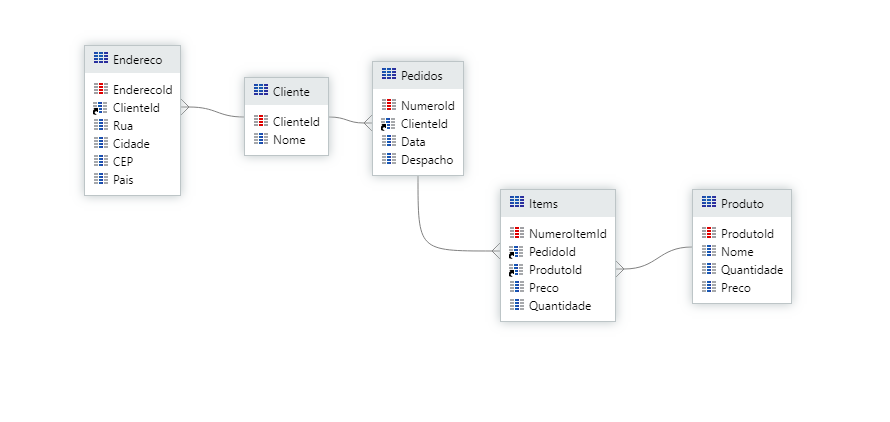 Endereco
EnderecoId
ClienteId
Rua
Cidade
CEP
Pais
Cliente
ClienteId
Nome
Pedidos
NumeroId
ClienteId
Data
Despacho
Items
NumeroItemId
PedidoId
ProdutoId
Preco
Quantidade
Produto
ProdutoId
Nome
Quantidade
Preco